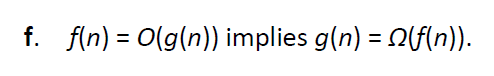 f. f(n) = O(g(n)) implies g(n) = Ω(f(n)).